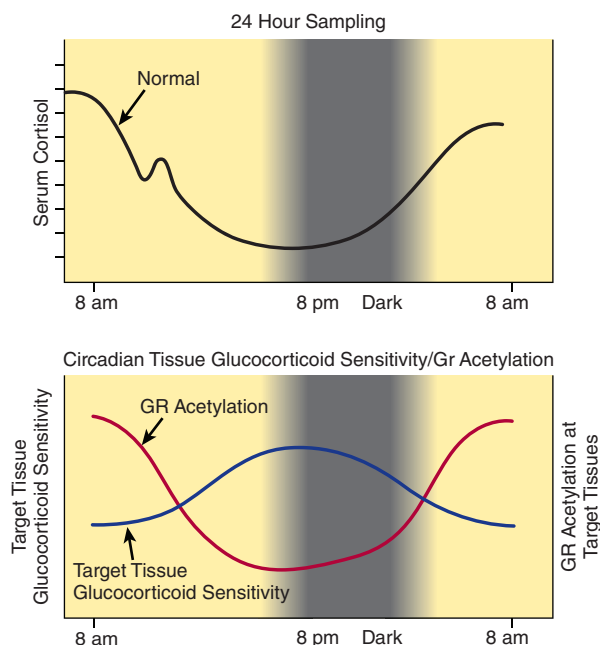 24 Hour Sampling
Serum Cortisol
Normal
8 am 8 pm Dark 8 am
Circadian Tissue Glucocorticoid Sensitivity/Gr Acetylation
Target Tissue
Glucocorticoid Sensitivity
GR Acetylation
Target Tissue
Glucocorticoid Sensitivity
GR Acetylation at
Target Tissues
8 am 8 pm Dark 8 am